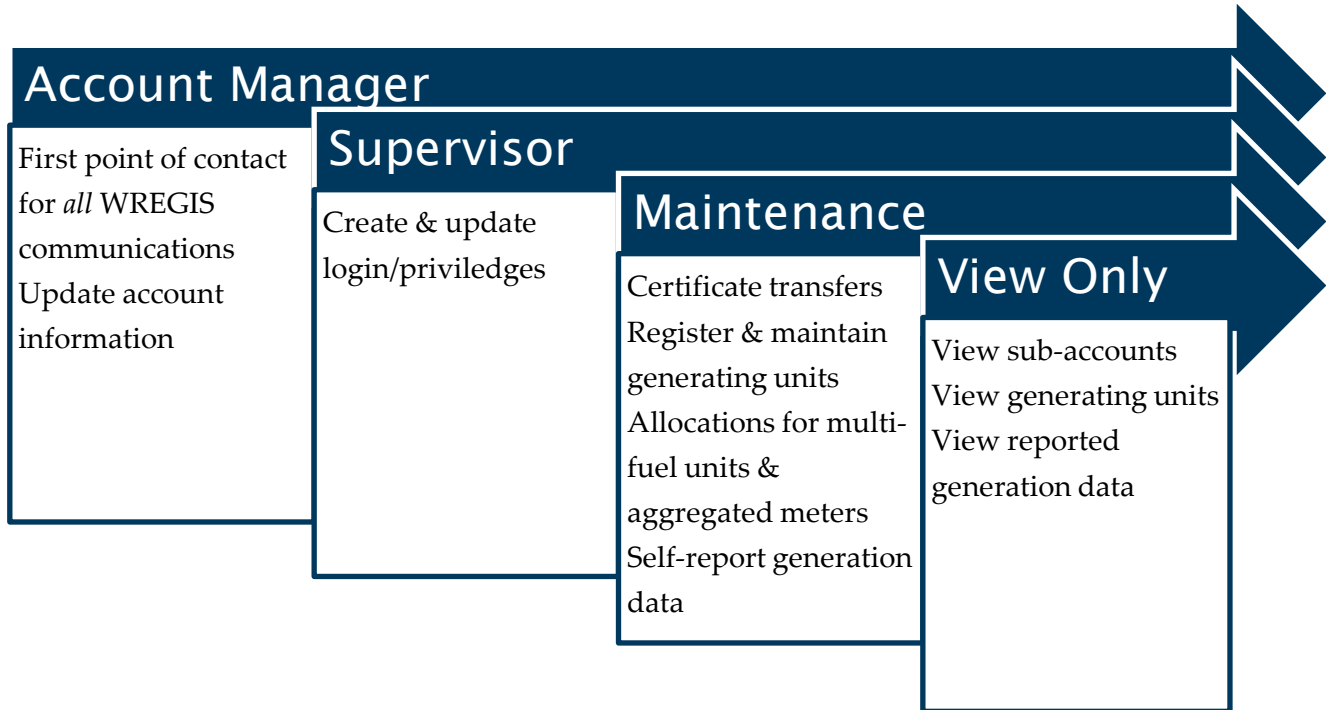 Account Manager
First point of contact
for all WREGIS
communications
Update account
information
Supervisor
Create & update
login/priviledges
Maintenance
Certificate transfers
Register & maintain
generating units
Allocations for multi-
fuel units &
aggregated meters
Self-report generation
data
View Only
View sub-accounts
View generating units
View reported
generation data